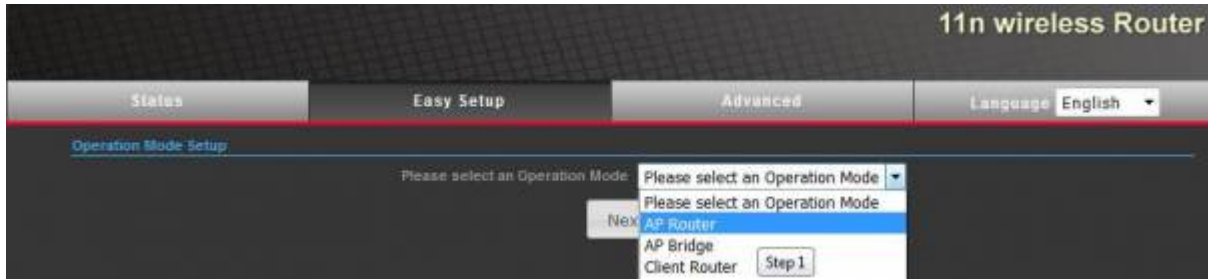 11n wireless Router
Status Easy Setup Advanced Language English
Operation Mode Setup
Please select an Operation Mode Please select an Operation Mode
Please select an Operation Mode
Nex AP Router
AP Bridge
Client Router Step 1